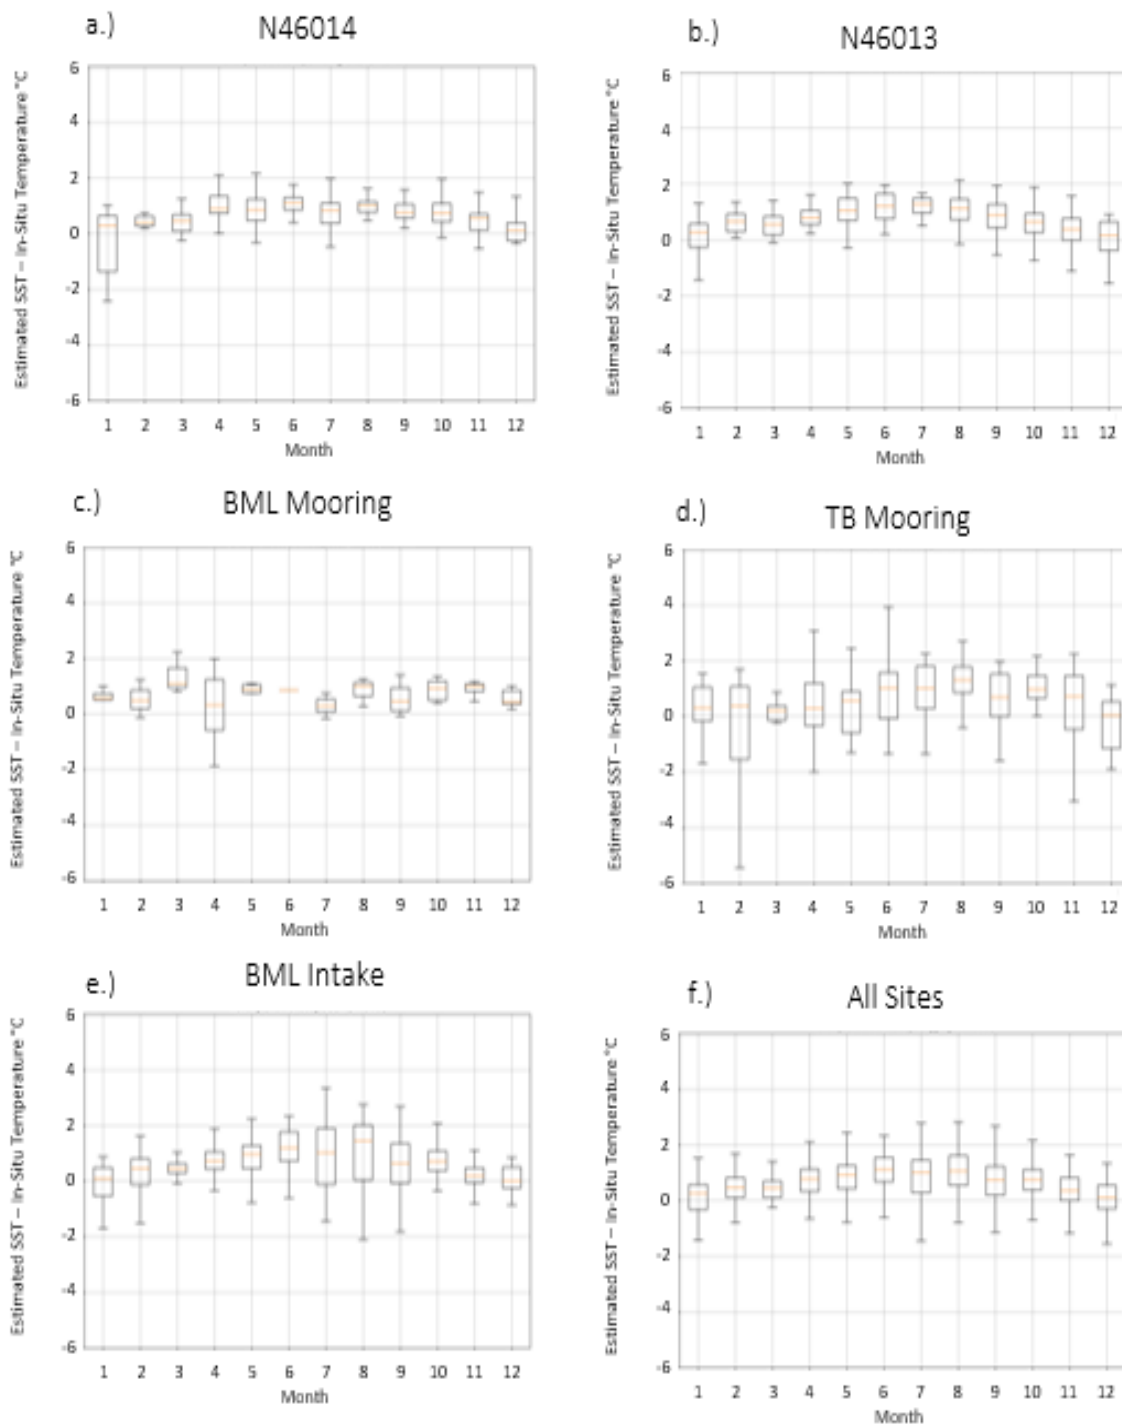 a.)
N46014
Estimated SST – In-Situ Temperature °C
6
4
2
0
-2
-4
-6
1 2 3 4 5 6 7 8 9 10 11 12
Month
b.)
N46013
Estimated SST – In-Situ Temperature °C
6
4
2
0
-2
-4
-6
1 2 3 4 5 6 7 8 9 10 11 12
Month
c.)
BML Mooring
Estimated SST – In-Situ Temperature °C
6
4
2
0
-2
-4
-6
1 2 3 4 5 6 7 8 9 10 11 12
Month
d.)
TB Mooring
Estimated SST – In-Situ Temperature °C
6
4
2
0
-2
-4
-6
1 2 3 4 5 6 7 8 9 10 11 12
Month
e.)
BML Intake
Estimated SST – In-Situ Temperature °C
6
4
2
0
-2
-4
-6
1 2 3 4 5 6 7 8 9 10 11 12
Month
f.)
All Sites
Estimated SST – In-Situ Temperature °C
6
4
2
0
-2
-4
-6
1 2 3 4 5 6 7 8 9 10 11 12
Month